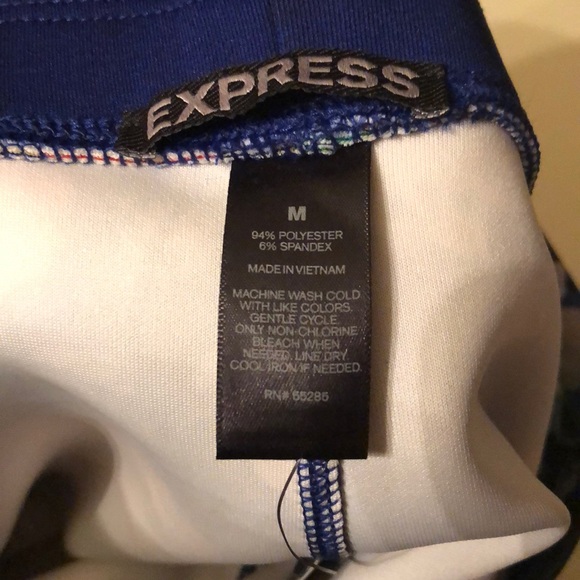 EXPRESS
M
94% POLYESTER
6% SPANDEX
MADE IN VIETNAM
MACHINE WASH COLD
WITH LIKE COLORS.
GENTLE CYCLE.
ONLY NON-CHLORINE
BLEACH WHEN
NEEDED. LINE DRY.
COOL IRON IF NEEDED.
RN# 55285